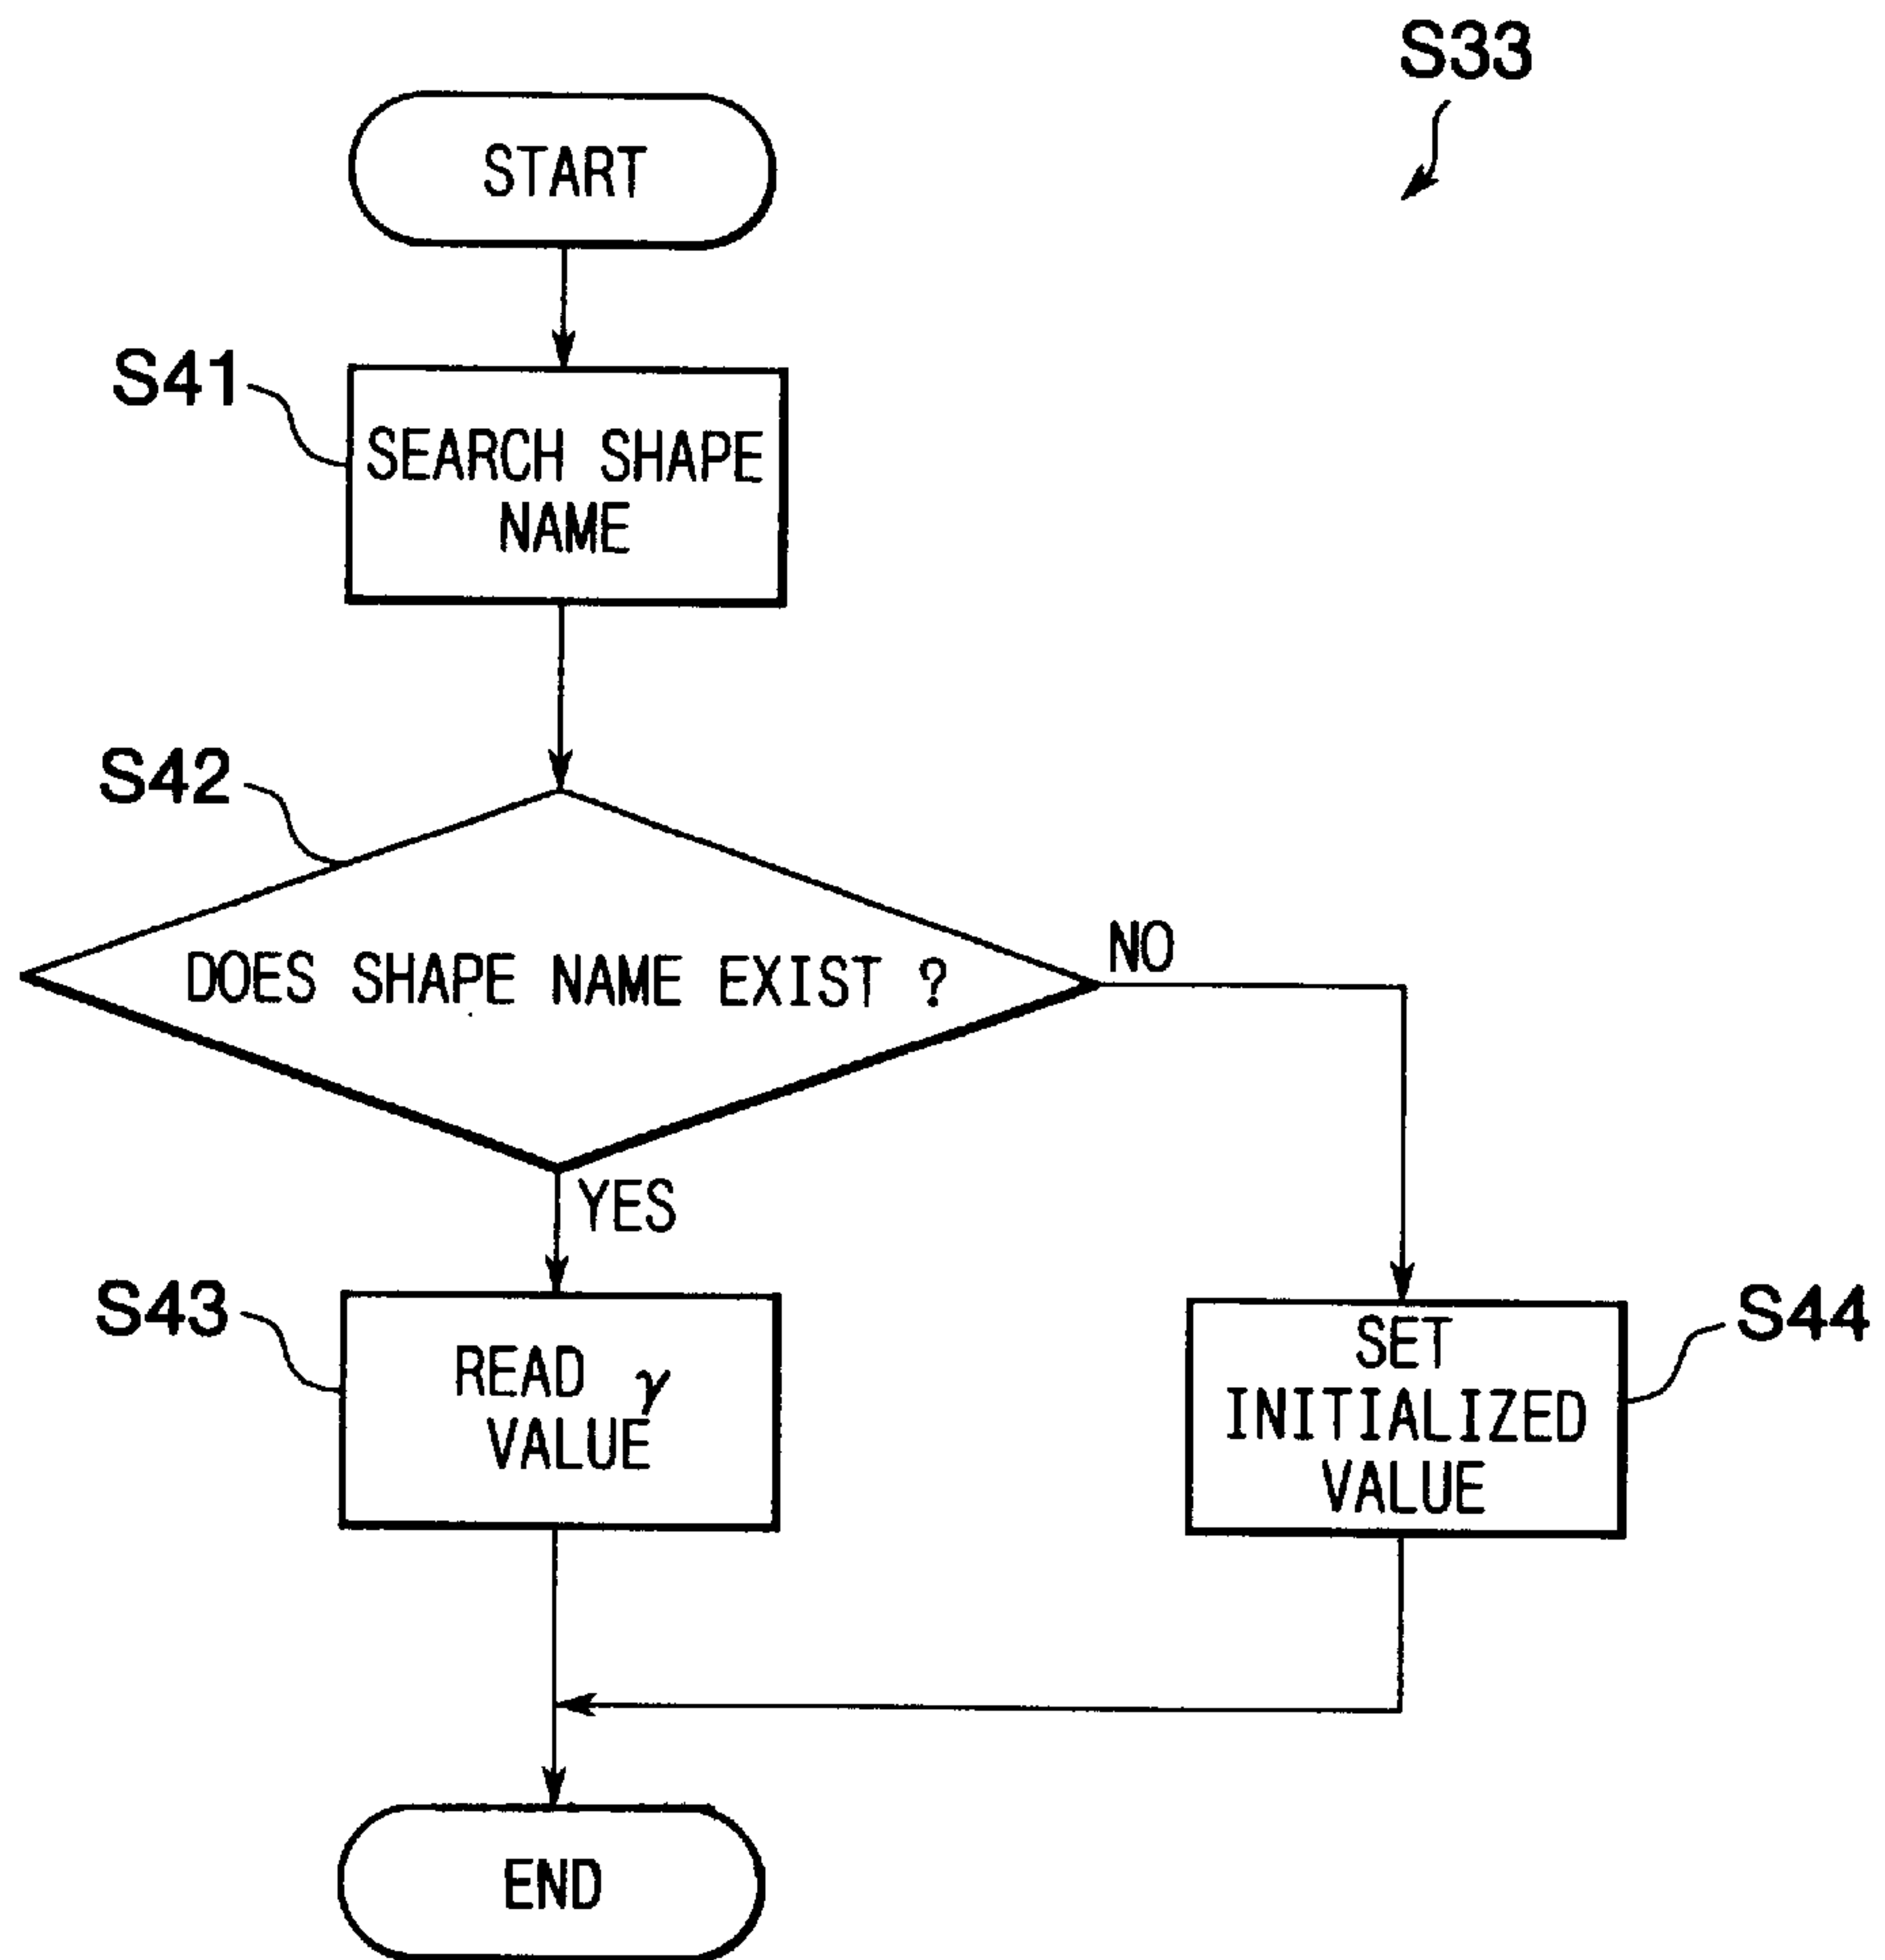 S33
START
S41
SEARCH SHAPE
NAME
S42
DOES SHAPE NAME EXIST ?
NO
YES
S43
READ γ
VALUE
S44
SET
INITIALIZED
VALUE
END